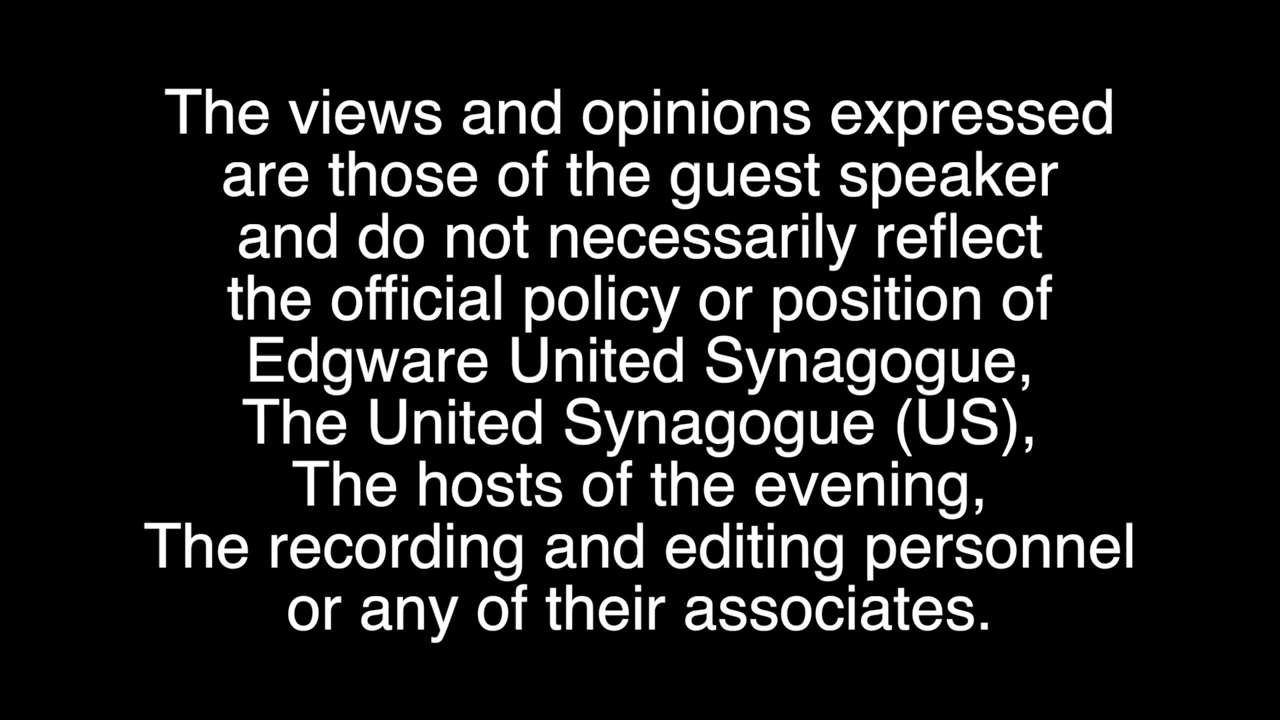 The views and opinions expressed
are those of the guest speaker
and do not necessarily reflect
the official policy or position of
Edgware United Synagogue,
The United Synagogue (US),
The hosts of the evening,
The recording and editing personnel
or any of their associates.